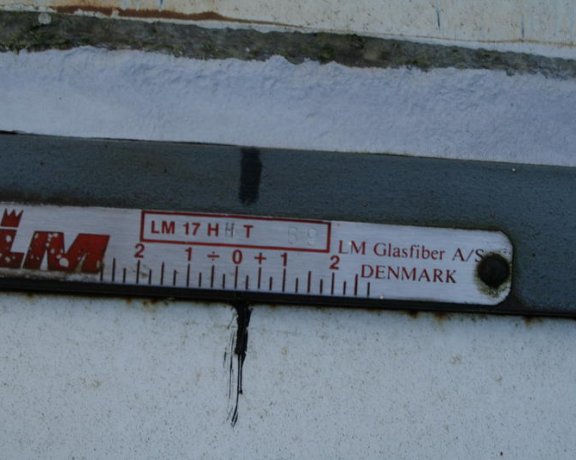 LM
LM 17 H H T
2 1 ÷ 0 + 1 2
LM Glasfiber A/S
DENMARK